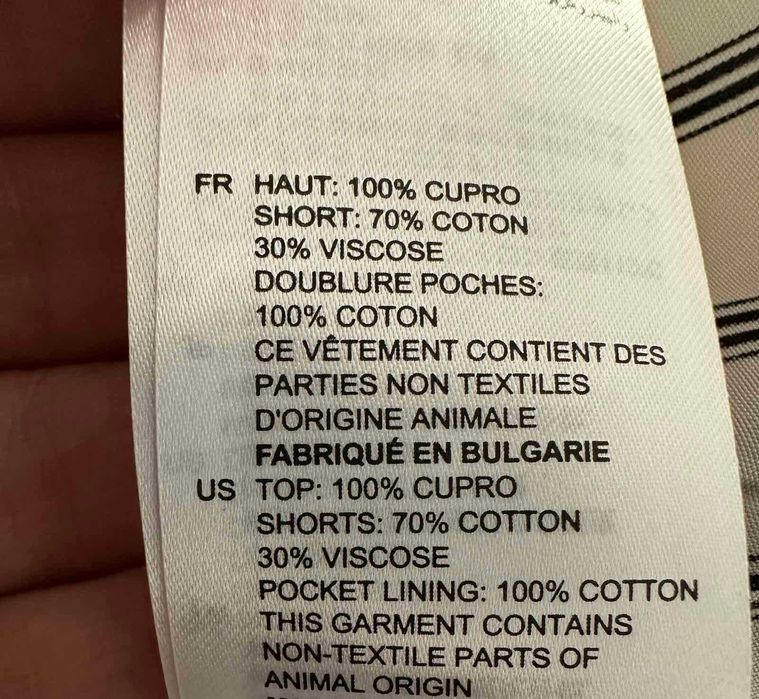 FR HAUT: 100% CUPRO
SHORT: 70% COTON
30% VISCOSE
DOUBLURE POCHES:
100% COTON
CE VÊTEMENT CONTIENT DES
PARTIES NON TEXTILES
D'ORIGINE ANIMALE
FABRIQUÉ EN BULGARIE
US TOP: 100% CUPRO
SHORTS: 70% COTTON
30% VISCOSE
POCKET LINING: 100% COTTON
THIS GARMENT CONTAINS
NON-TEXTILE PARTS OF
ANIMAL ORIGIN